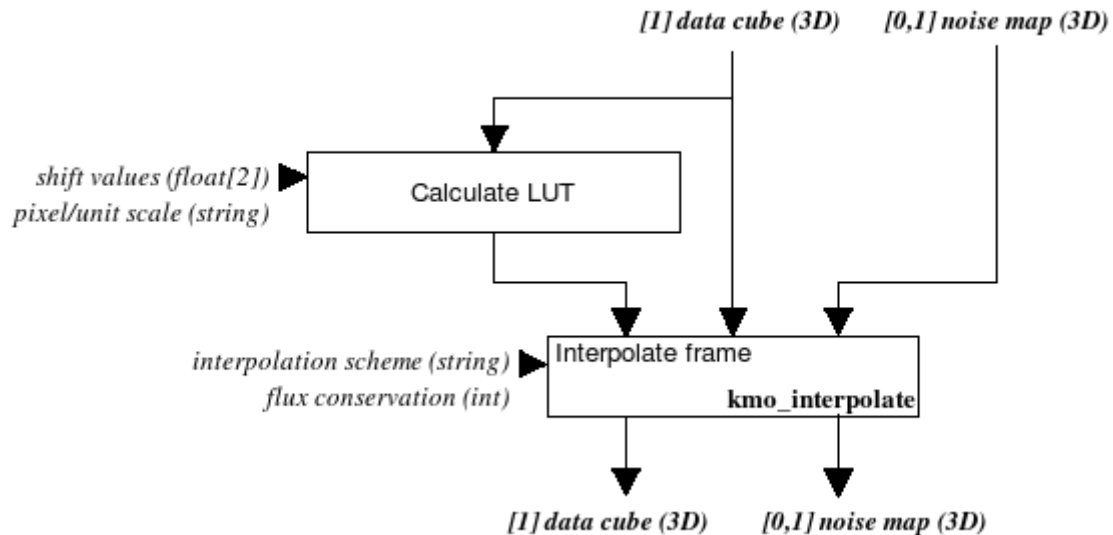 [1] data cube (3D) [0,1] noise map (3D)
shift values (float[2])
pixel/unit scale (string)
Calculate LUT
interpolation scheme (string)
flux conservation (int)
Interpolate frame
kmo_interpolate
[1] data cube (3D) [0,1] noise map (3D)